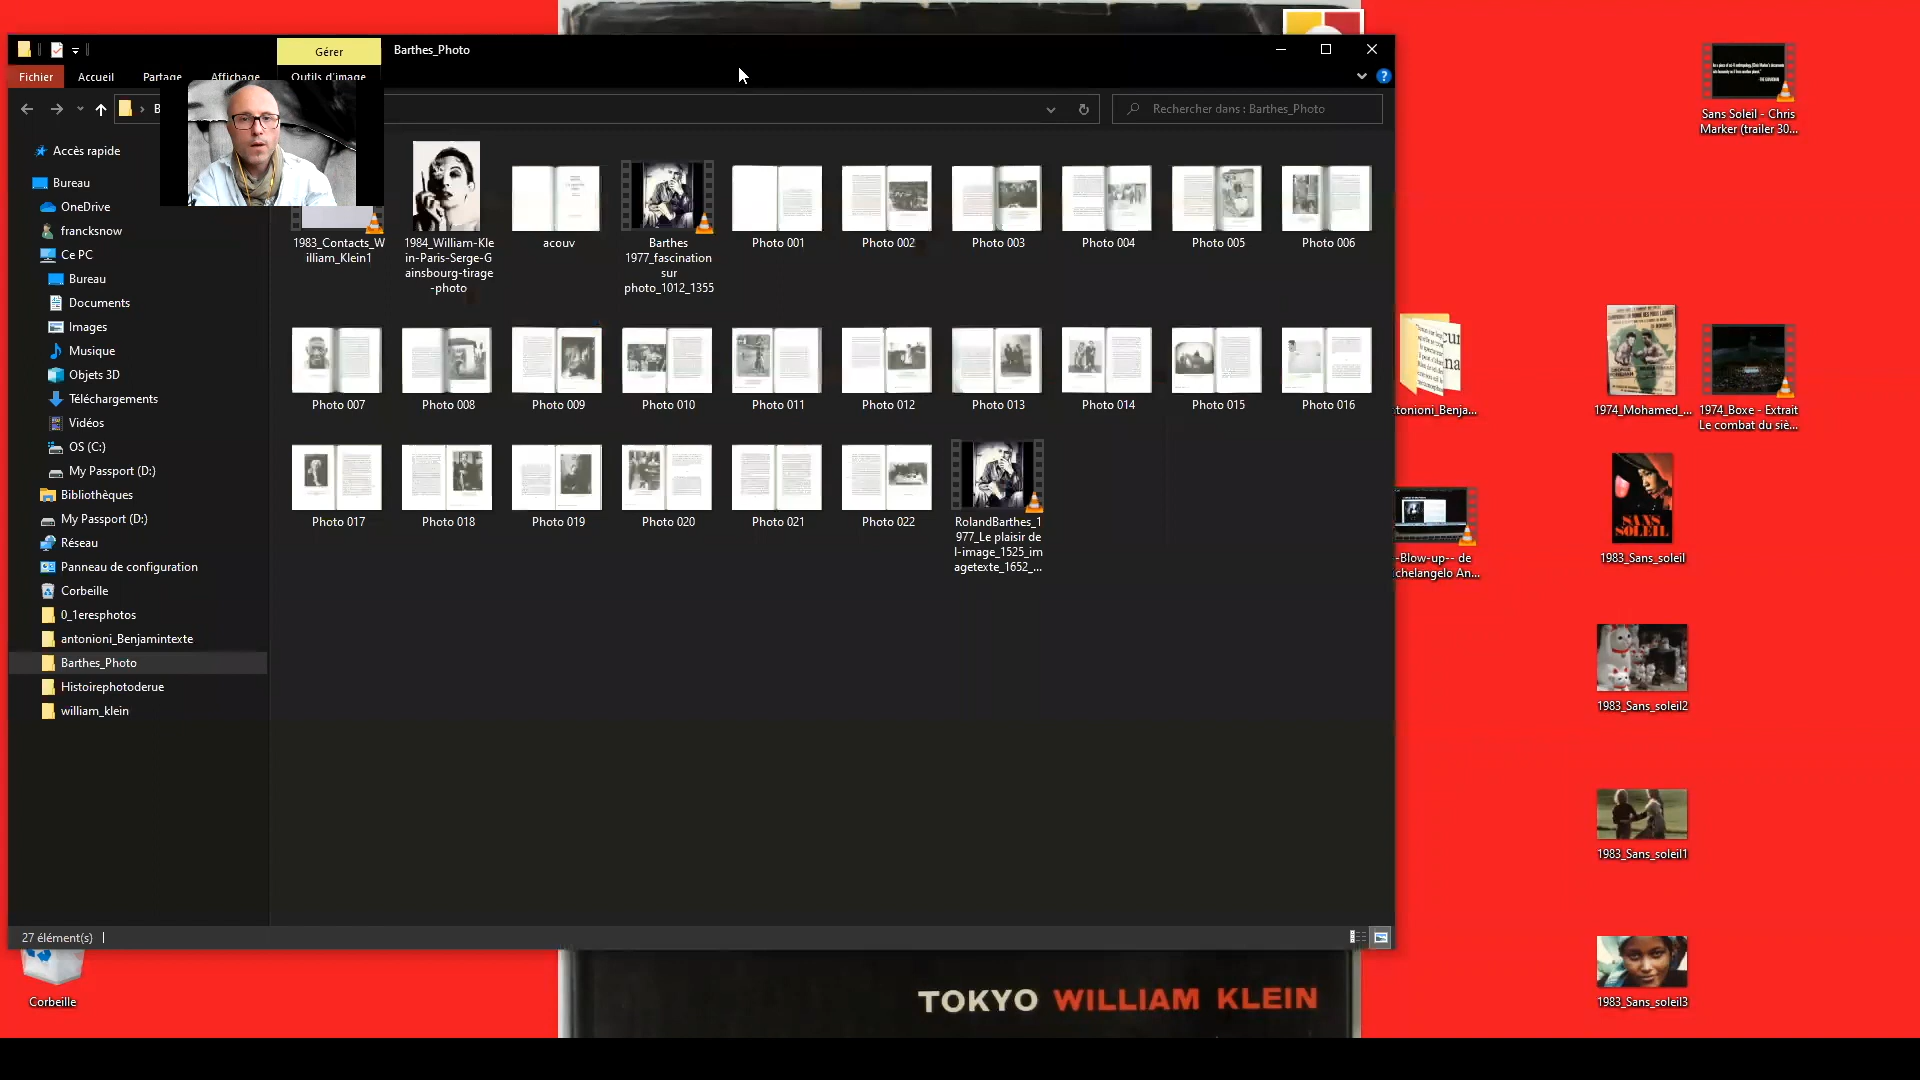 Gérer
Barthes_Photo
Fichier
Accueil
Partage
Affichage
Outils d'image
B
Rechercher dans : Barthes_Photo
Accès rapide
Bureau
OneDrive
francksnow
Ce PC
Bureau
Documents
Images
Musique
Objets 3D
Téléchargements
Vidéos
OS (C:)
My Passport (D:)
Bibliothèques
My Passport (D:)
Réseau
Panneau de configuration
Corbeille
0_1eresphotos
antonioni_Benjamintexte
Barthes_Photo
Histoirephotoderue
william_klein
1983_Contacts_W
illiam_Klein1
1984_William-Kle
in-Paris-Serge-G
ainsbourg-tirage
-photo
acouv
Barthes
1977_fascination
sur
photo_1012_1355
Photo 001
Photo 002
Photo 003
Photo 004
Photo 005
Photo 006
Photo 007
Photo 008
Photo 009
Photo 010
Photo 011
Photo 012
Photo 013
Photo 014
Photo 015
Photo 016
Photo 017
Photo 018
Photo 019
Photo 020
Photo 021
Photo 022
RolandBarthes_1
977_Le plaisir de
l-image_1525_im
agetexte_1652_...
27 élément(s)
Sans Soleil - Chris
Marker (trailer 30...
tonioni_Benja...
1974_Mohamed_...
1974_Boxe - Extrait
Le combat du siè...
-Blow-up-- de
chelangelo An...
SANS
SOLEIL
1983_Sans_soleil
1983_Sans_soleil2
1983_Sans_soleil1
1983_Sans_soleil3
Corbeille
TOKYO WILLIAM KLEIN